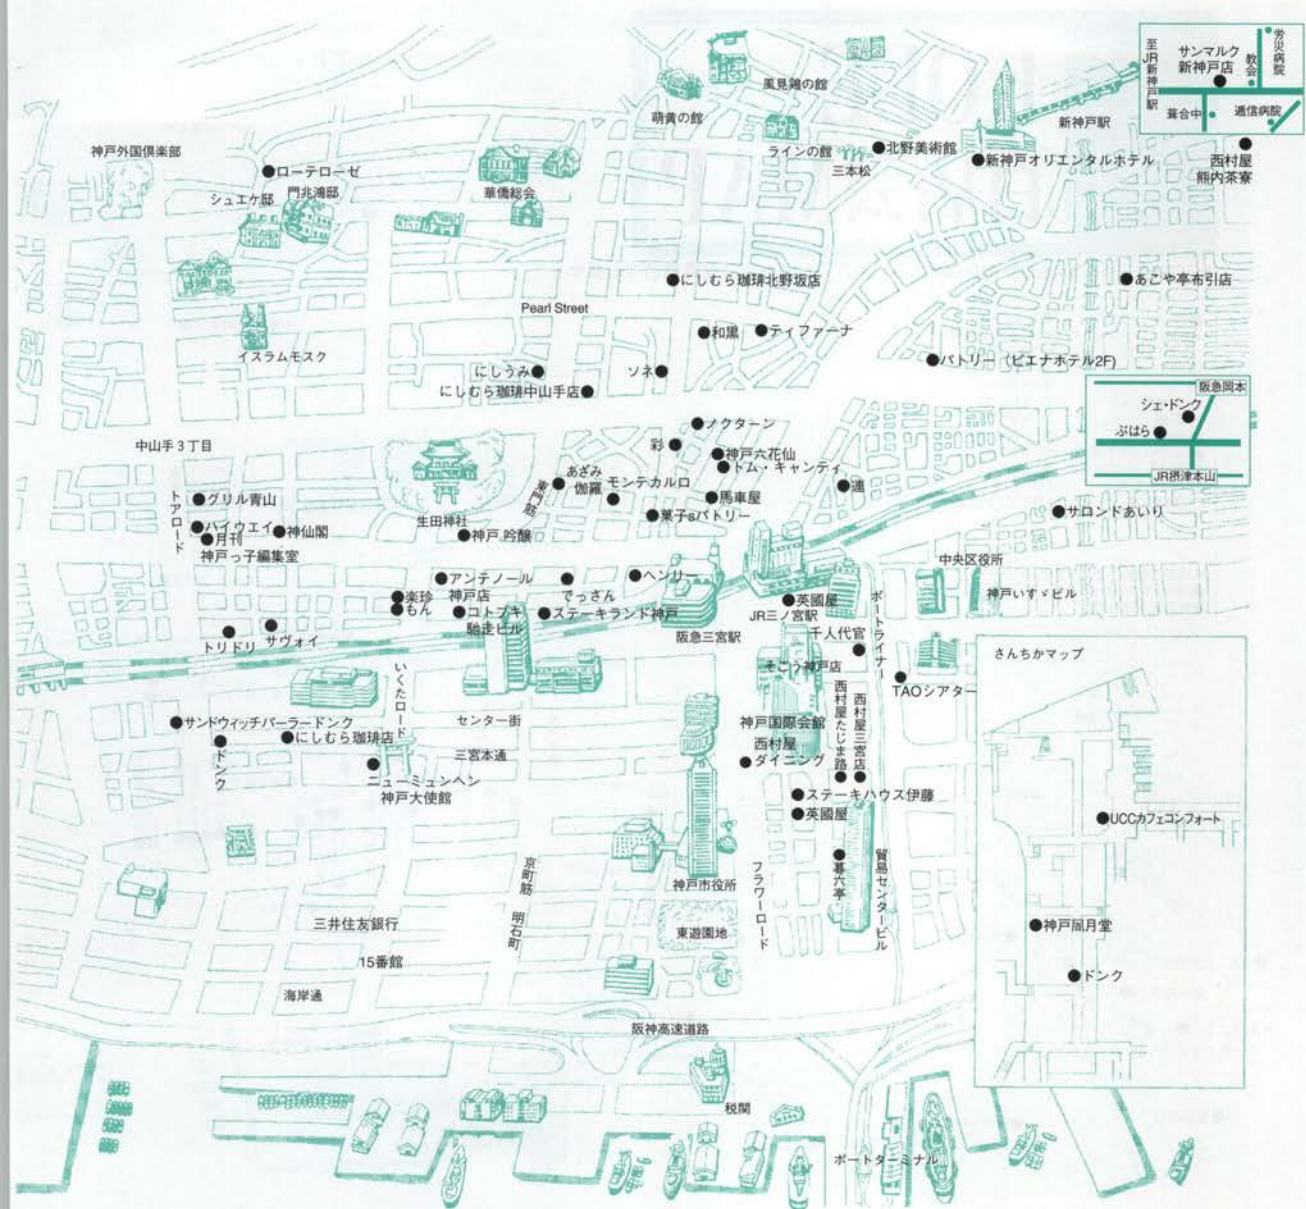 至JR新神戸駅
サンマルク
新神戸店
教会
労災病院
葺合中
逓信病院
風見鶏の館
萌黄の館
新神戸駅
ラインの館
三本松
北野美術館
新神戸オリエンタルホテル
西村屋
熊内茶寮
神戸外国倶楽部
ローテローゼ
シュエケ邸
門兆鴻邸
華僑総会
にしむら珈琲北野坂店
あこや亭布引店
Pearl Street
和黒
ティファーナ
イスラムモスク
にしうみ
ソネ
パトリー（ピエナホテル2F)
にしむら珈琲中山手店
阪急岡本
シェ・ドンク
ぶはら
JR摂津本山
ノクターン
彩
中山手3丁目
神戸六花仙
トム・キャンティ
あざみ
伽羅
モンテカルロ
蓮
東門筋
トアロード
グリル青山
馬車屋
菓子sパトリー
サロンドあいり
生田神社
ハイウエイ
月刊
神戸っ子編集室
神仙閣
神戸 吟醸
中央区役所
アンテノール
神戸店
でっさん
ヘンリー
神戸いすゞビル
楽珍
もん
コトブキ
馳走ビル
ステーキランド神戸
英國屋
JR三ノ宮駅
ポートライナー
阪急三宮駅
トリドリ
サヴォイ
千人代官
そごう神戸店
TAOシアター
さんちかマップ
いくたロード
西村屋たじま路
西村屋三宮店
サンドウィッチパーラードンク
センター街
神戸国際会館
ドンク
にしむら珈琲店
西村屋
ダイニング
三宮本通
ニューミュンヘン
神戸大使館
ステーキハウス伊藤
英國屋
UCCカフェコンフォート
京町筋 明石町
神戸市役所
フラワーロード
暮六亭
貿易センタービル
三井住友銀行
東遊園地
神戸凮月堂
15番館
ドンク
海岸通
阪神高速道路
税関
ポートターミナル